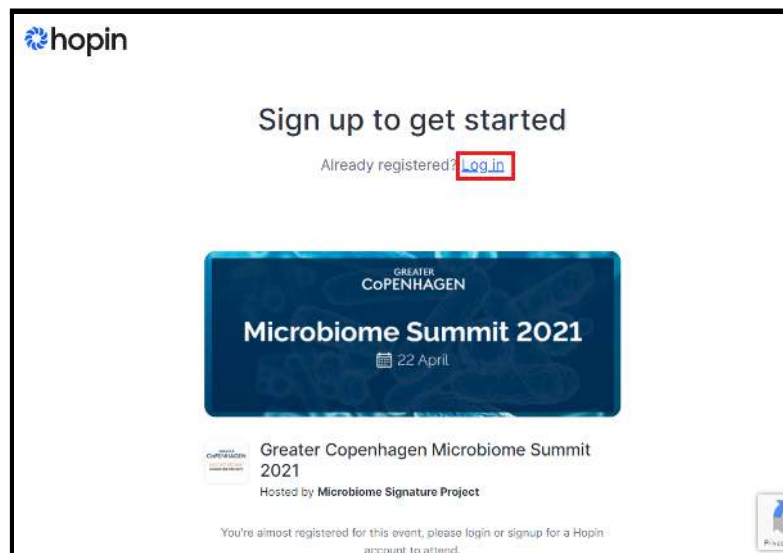 hopin
Sign up to get started
Already registered? Log in
GREATER
COPENHAGEN
Microbiome Summit 2021
22 April
Greater Copenhagen Microbiome Summit
2021
Hosted by Microbiome Signature Project
You're almost registered for this event, please login or signup for a Hopin
account to attend.